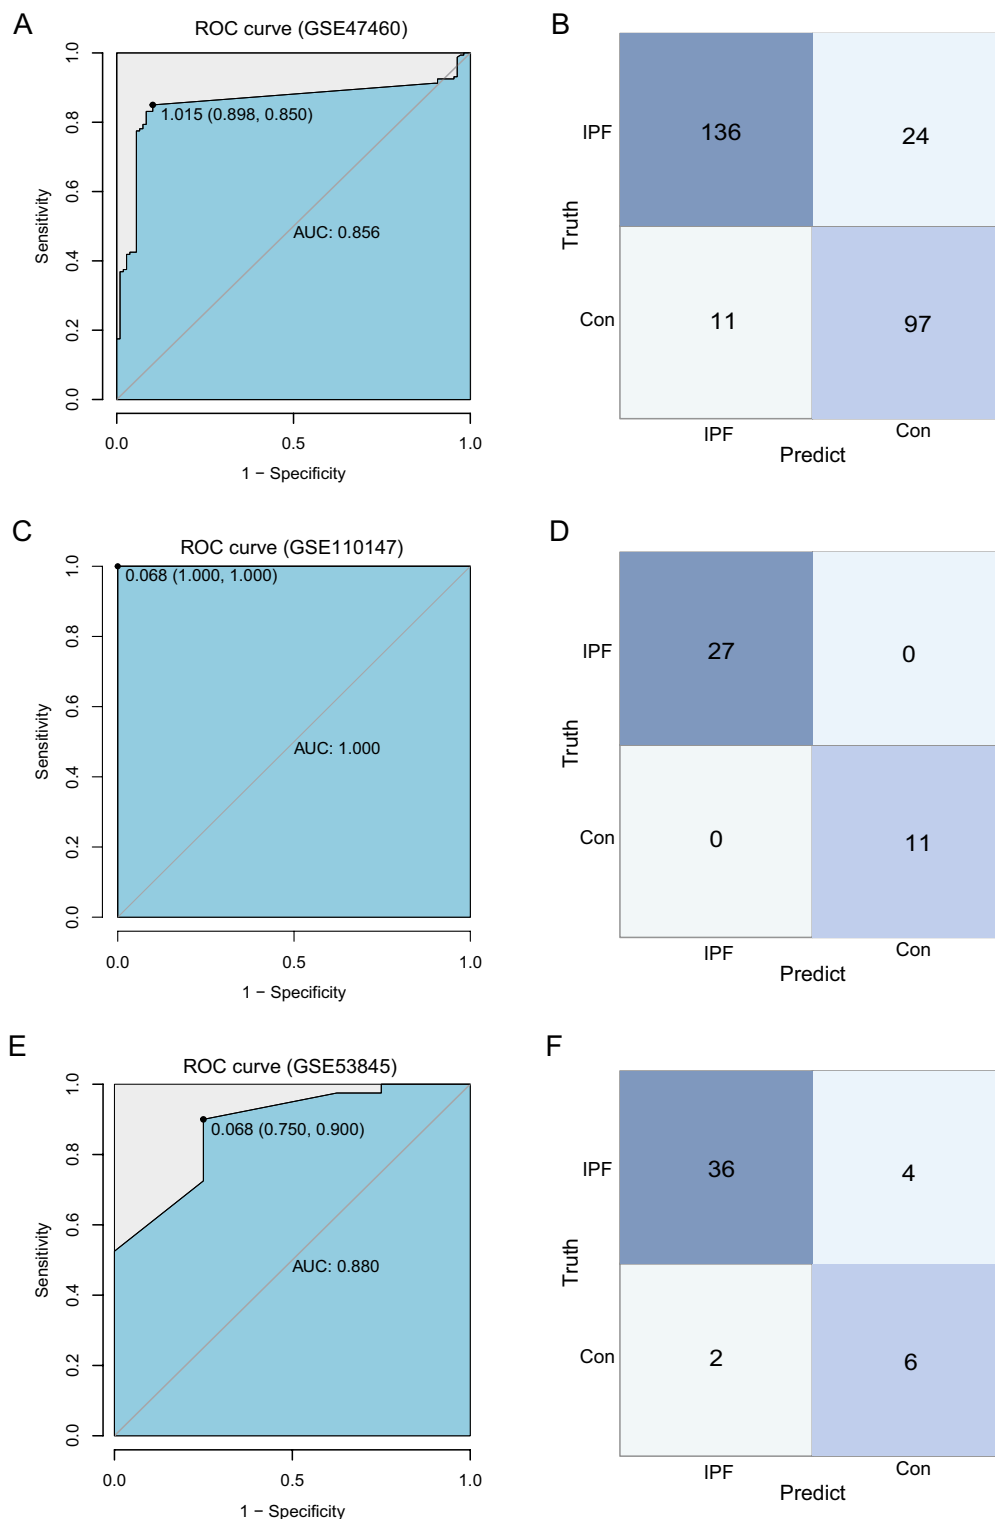 A
ROC curve (GSE47460)
1.0
0.8
0.6
0.4
0.2
0.0
Sensitivity
1.015 (0.898, 0.850)
AUC: 0.856
0.0 0.5 1.0
1 − Specificity
B
IPF
Con
Truth
136 24
11 97
IPF Con
Predict
C
ROC curve (GSE110147)
1.0
0.8
0.6
0.4
0.2
0.0
Sensitivity
0.068 (1.000, 1.000)
AUC: 1.000
0.0 0.5 1.0
1 − Specificity
D
IPF
Con
Truth
27 0
0 11
IPF Con
Predict
E
ROC curve (GSE53845)
1.0
0.8
0.6
0.4
0.2
0.0
Sensitivity
0.068 (0.750, 0.900)
AUC: 0.880
0.0 0.5 1.0
1 − Specificity
F
IPF
Con
Truth
36 4
2 6
IPF Con
Predict